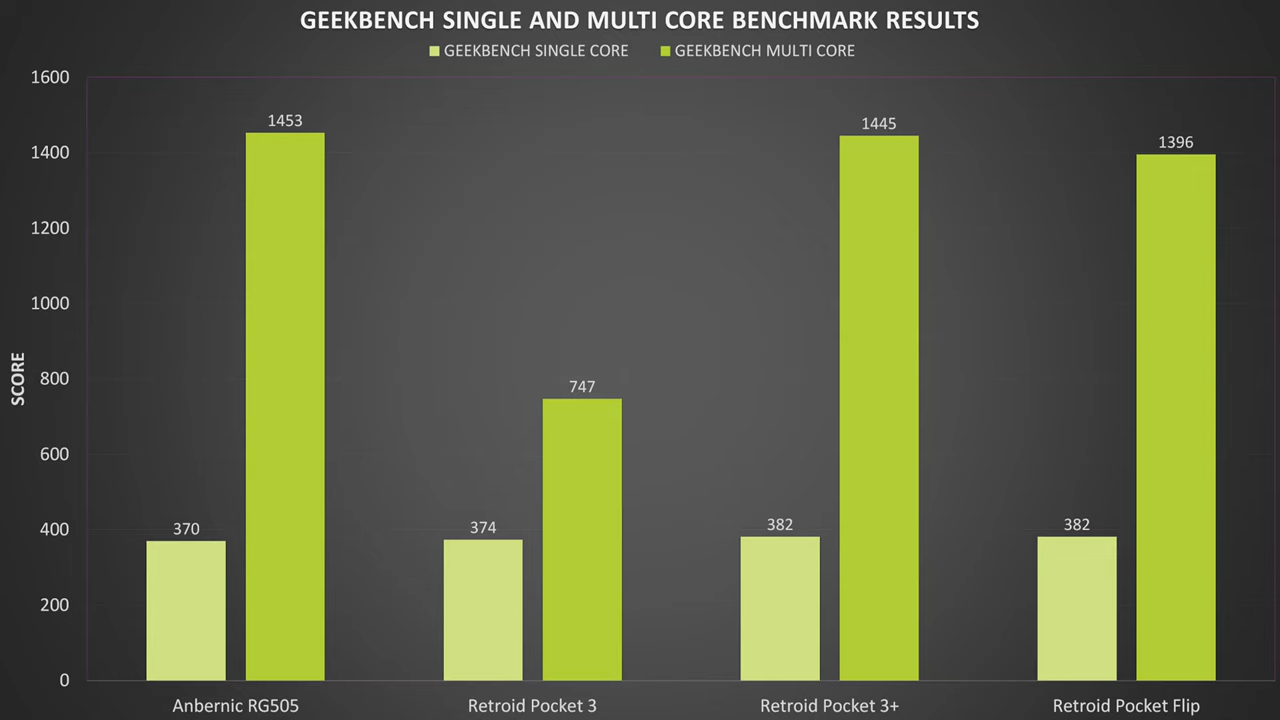 GEEKBENCH SINGLE AND MULTI CORE BENCHMARK RESULTS
GEEKBENCH SINGLE CORE GEEKBENCH MULTI CORE
1600
1400
1200
1000
800
600
400
200
0
SCORE
370
1453
374
747
382
1445
382
1396
Anbernic RG505
Retroid Pocket 3
Retroid Pocket 3+
Retroid Pocket Flip